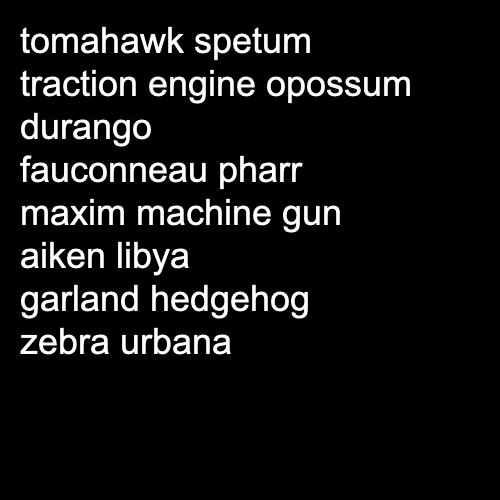 tomahawk spetum
traction engine opossum
durango
fauconneau pharr
maxim machine gun
aiken libya
garland hedgehog
zebra urbana